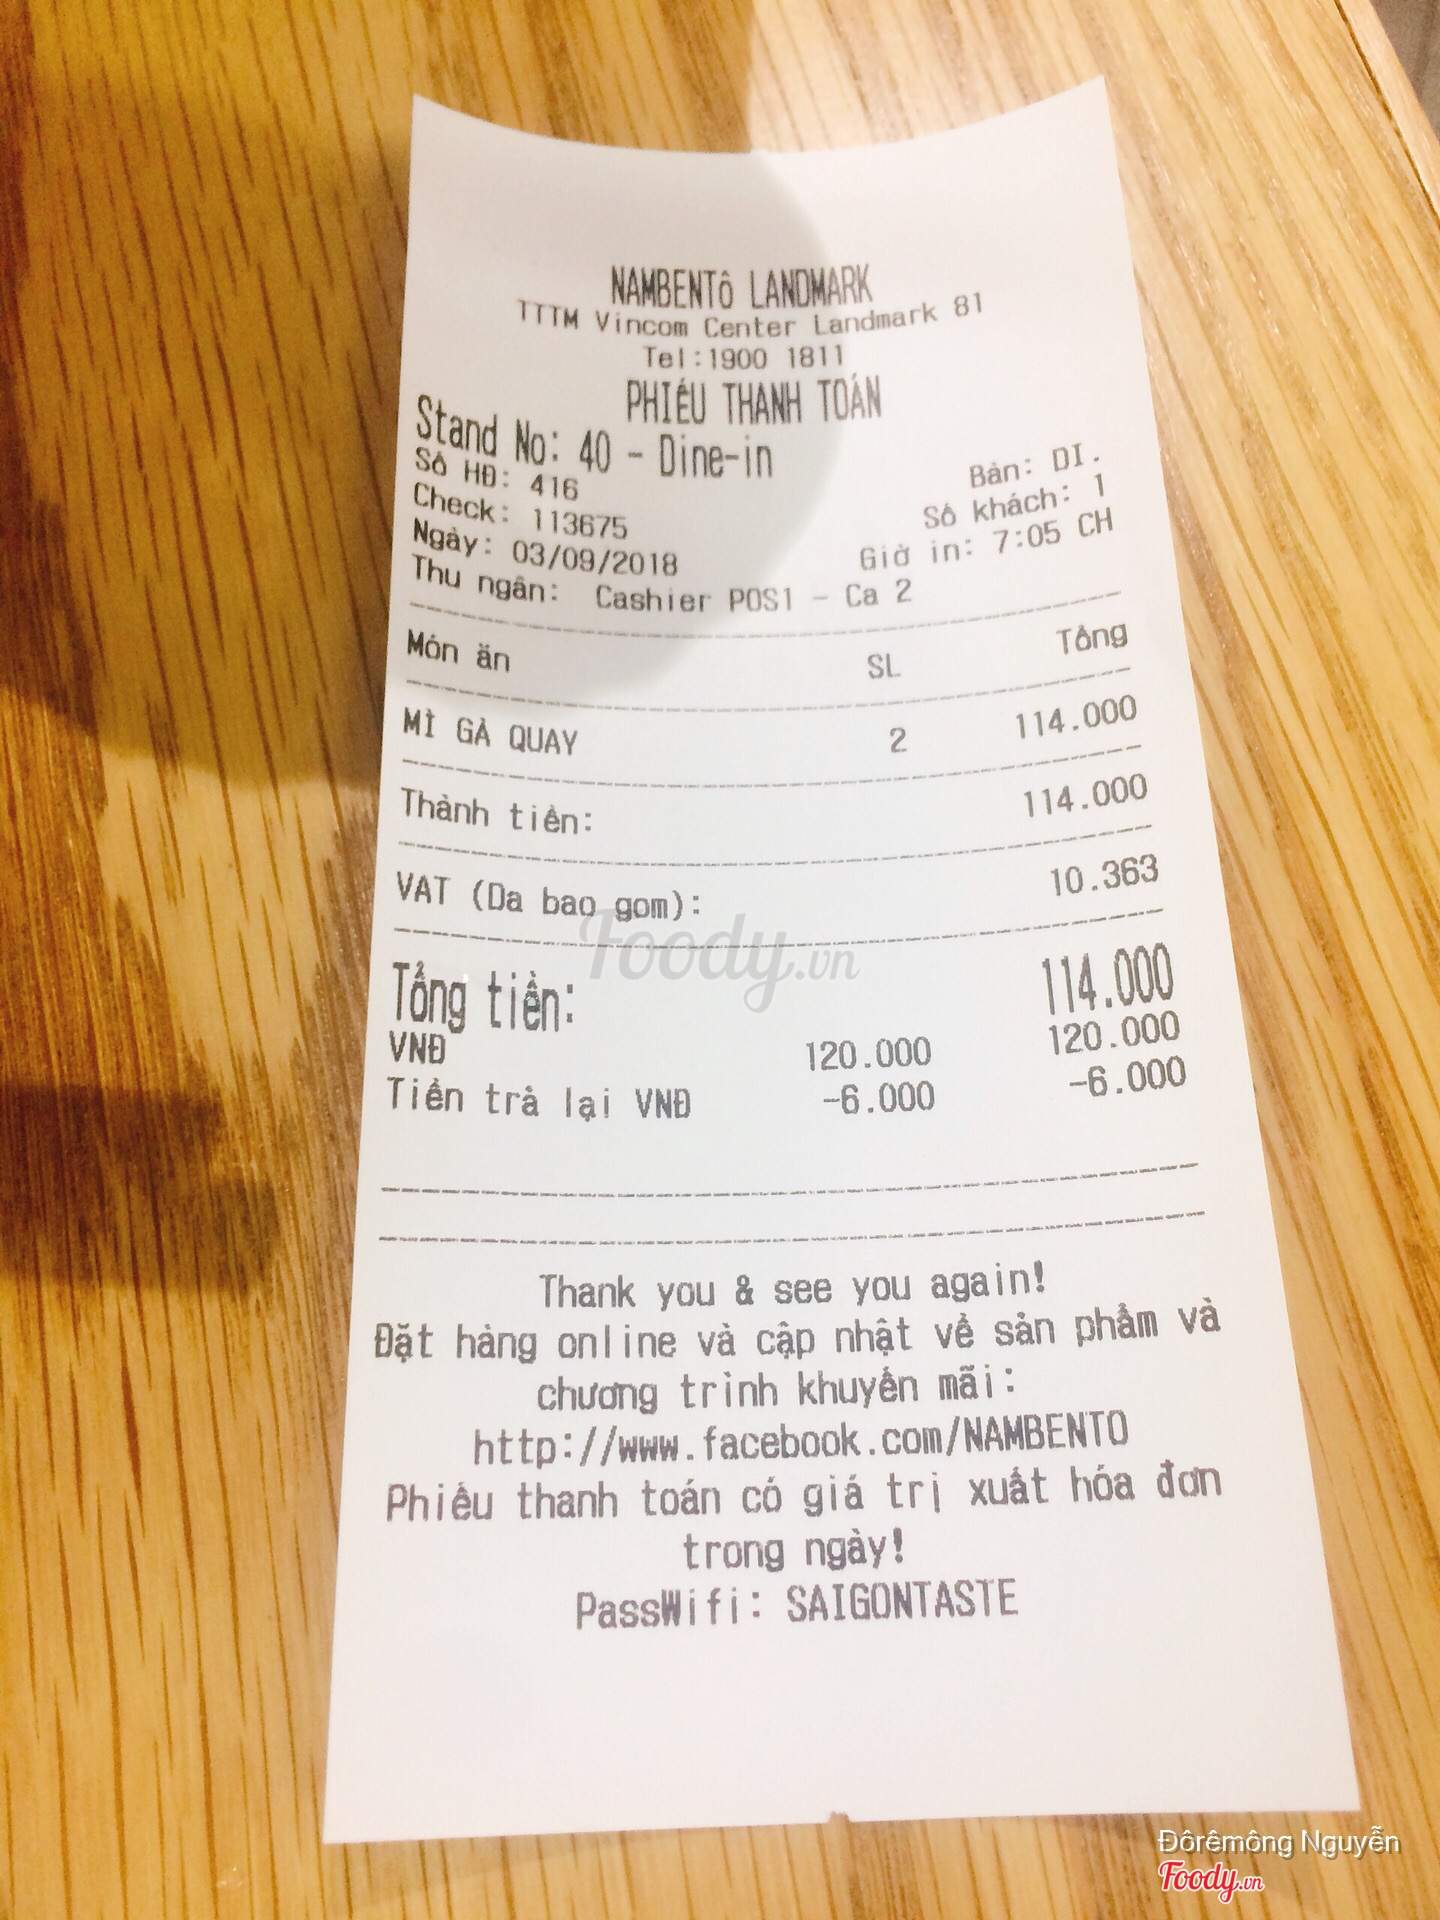 NAMBENTô LANDMARK
TTTM Vincom Center Landmark 81
Tel:1900 1811
PHIẾU THANH TOÁN
Stand No: 40 - Dine-in
Số HĐ: 416 Bàn: DI.
Check: 113675 Số khách: 1
Ngày: 03/09/2018 Giờ in: 7:05 CH
Thu ngân: Cashier POS1 - Ca 2
Món ăn SL Tổng
MÌ GÀ QUAY 2 114.000
Thành tiền: 114.000
VAT (Da bao gom): 10.363
Foody.vn
Tổng tiền: 114.000
VNĐ 120.000 120.000
Tiền trả lại VNĐ -6.000 -6.000
Thank you & see you again!
Đặt hàng online và cập nhật về sản phẩm và
chương trình khuyến mãi:
http://www.facebook.com/NAMBENTO
Phiếu thanh toán có giá trị xuất hóa đơn
trong ngày!
PassWifi: SAIGONTASTE
Đôrêmông Nguyễn
Foody.vn